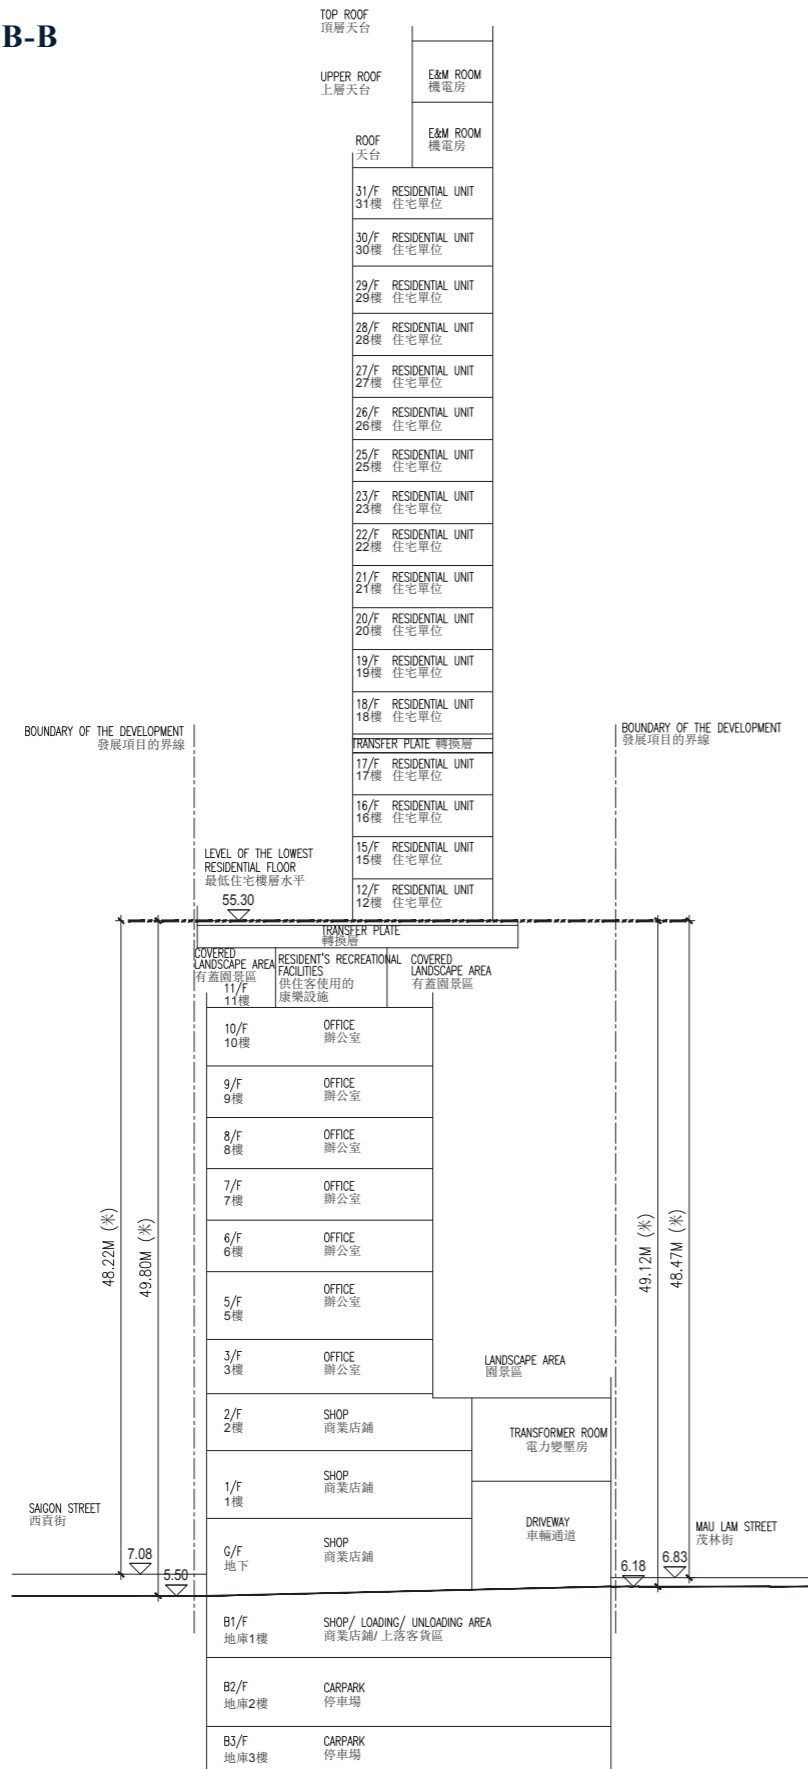 B-B
TOP ROOF
頂層天台
UPPER ROOF
上層天台
E&M ROOM
機電房
ROOF
天台
E&M ROOM
機電房
31/F RESIDENTIAL UNIT
31樓 住宅單位
30/F RESIDENTIAL UNIT
30樓 住宅單位
29/F RESIDENTIAL UNIT
29樓 住宅單位
28/F RESIDENTIAL UNIT
28樓 住宅單位
27/F RESIDENTIAL UNIT
27樓 住宅單位
26/F RESIDENTIAL UNIT
26樓 住宅單位
25/F RESIDENTIAL UNIT
25樓 住宅單位
23/F RESIDENTIAL UNIT
23樓 住宅單位
22/F RESIDENTIAL UNIT
22樓 住宅單位
21/F RESIDENTIAL UNIT
21樓 住宅單位
20/F RESIDENTIAL UNIT
20樓 住宅單位
19/F RESIDENTIAL UNIT
19樓 住宅單位
18/F RESIDENTIAL UNIT
18樓 住宅單位
BOUNDARY OF THE DEVELOPMENT
發展項目的界線
BOUNDARY OF THE DEVELOPMENT
發展項目的界線
TRANSFER PLATE 轉換層
17/F RESIDENTIAL UNIT
17樓 住宅單位
16/F RESIDENTIAL UNIT
16樓 住宅單位
15/F RESIDENTIAL UNIT
15樓 住宅單位
12/F RESIDENTIAL UNIT
12樓 住宅單位
LEVEL OF THE LOWEST
RESIDENTIAL FLOOR
最低住宅樓層水平
55.30
TRANSFER PLATE
轉換層
COVERED
LANDSCAPE AREA
有蓋園景區
11/F
11樓
RESIDENT'S RECREATIONAL
FACILITIES
供住客使用的
康樂設施
COVERED
LANDSCAPE AREA
有蓋園景區
10/F OFFICE
10樓 辦公室
9/F OFFICE
9樓 辦公室
8/F OFFICE
8樓 辦公室
7/F OFFICE
7樓 辦公室
6/F OFFICE
6樓 辦公室
48.22M (米)
49.80M (米)
49.12M (米)
48.47M (米)
5/F OFFICE
5樓 辦公室
3/F OFFICE
3樓 辦公室
LANDSCAPE AREA
園景區
2/F SHOP
2樓 商業店鋪
TRANSFORMER ROOM
電力變壓房
1/F SHOP
1樓 商業店鋪
SAIGON STREET
西貢街
DRIVEWAY
車輛通道
MAU LAM STREET
茂林街
G/F SHOP
地下 商業店鋪
7.08
5.50
6.18
6.83
B1/F SHOP/ LOADING/ UNLOADING AREA
地庫1樓 商業店鋪/ 上落客貨區
B2/F CARPARK
地庫2樓 停車場
B3/F CARPARK
地庫3樓 停車場